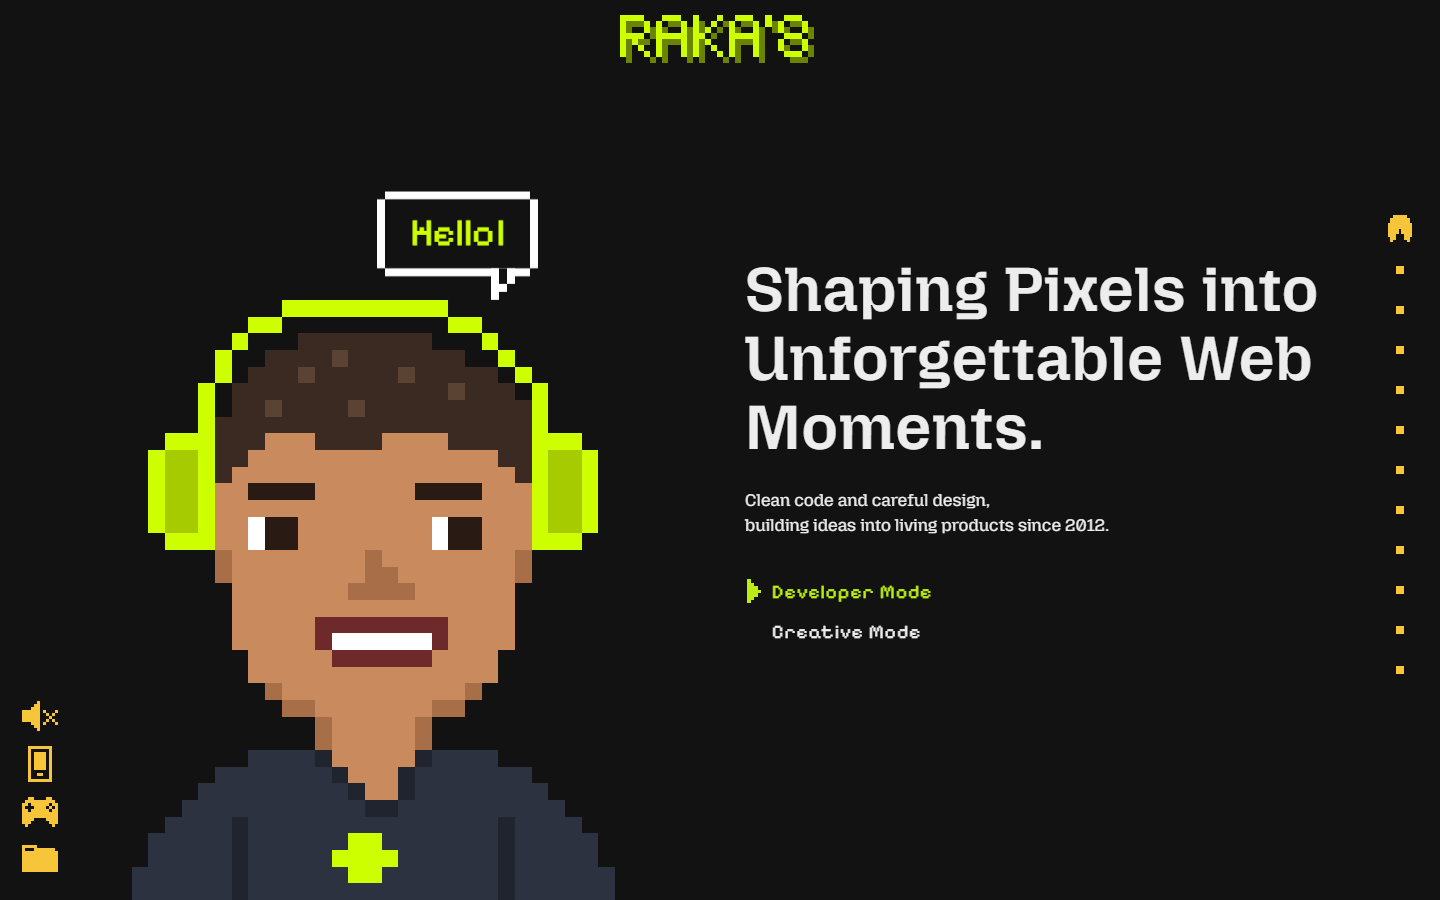 RAKA'S
Hello!
Shaping Pixels into
Unforgettable Web
Moments.
Clean code and careful design,
building ideas into living products since 2012.
Developer Mode
Creative Mode